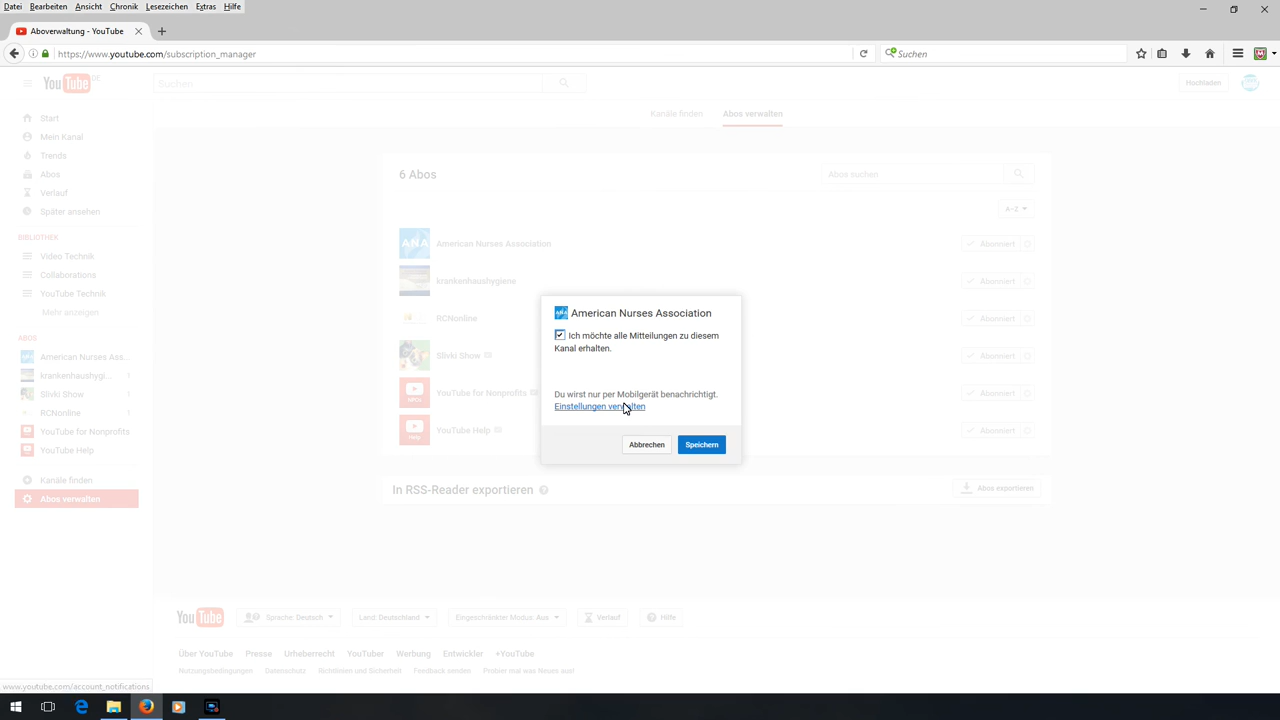 Datei Bearbeiten Ansicht Chronik Lesezeichen Extras Hilfe
Aboverwaltung - YouTube
https://www.youtube.com/subscription_manager
Suchen
YouTube DE
Suchen
Hochladen
Kanäle finden
Abos verwalten
Start
Mein Kanal
Trends
Abos
Verlauf
Später ansehen
BIBLIOTHEK
Video Technik
Collaborations
YouTube Technik
Mehr anzeigen
ABOS
American Nurses Ass...
krankenhaushygi...
Slivki Show
RCNonline
YouTube for Nonprofits
YouTube Help
Kanäle finden
Abos verwalten
6 Abos
Abos suchen
A–Z
ANA
American Nurses Association
Abonniert
krankenhaushygiene
Abonniert
RCNonline
Abonniert
Slivki Show
Abonniert
YouTube for Nonprofits
Abonniert
Help
YouTube Help
Abonniert
ANA American Nurses Association
Ich möchte alle Mitteilungen zu diesem
Kanal erhalten.
Du wirst nur per Mobilgerät benachrichtigt.
Einstellungen verwalten
Abbrechen
Speichern
In RSS-Reader exportieren
Abos exportieren
YouTube
Sprache: Deutsch
Land: Deutschland
Eingeschränkter Modus: Aus
Verlauf
Hilfe
Über YouTube Presse Urheberrecht YouTuber Werbung Entwickler +YouTube
Nutzungsbedingungen Datenschutz Richtlinien und Sicherheit Feedback senden Probier mal was Neues aus!
www.youtube.com/account_notifications